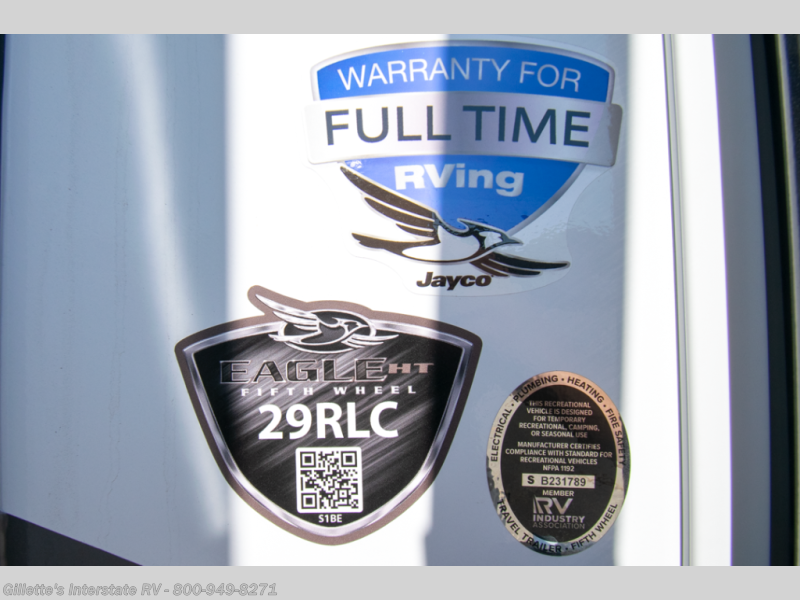 WARRANTY FOR
FULL TIME
RVing
Jayco
EAGLE HT
FIFTH WHEEL
29RLC
S1BE
ELECTRICAL • PLUMBING • HEATING • FIRE SAFETY
THIS RECREATIONAL
VEHICLE IS DESIGNED
FOR TEMPORARY
RECREATIONAL, CAMPING,
OR SEASONAL USE
MANUFACTURER CERTIFIES
COMPLIANCE WITH STANDARD FOR
RECREATIONAL VEHICLES
NFPA 1192
S B231789
MEMBER
RV
INDUSTRY
ASSOCIATION
TRAVEL TRAILER • FIFTH WHEEL
Gillette's Interstate RV - 800-949-8271